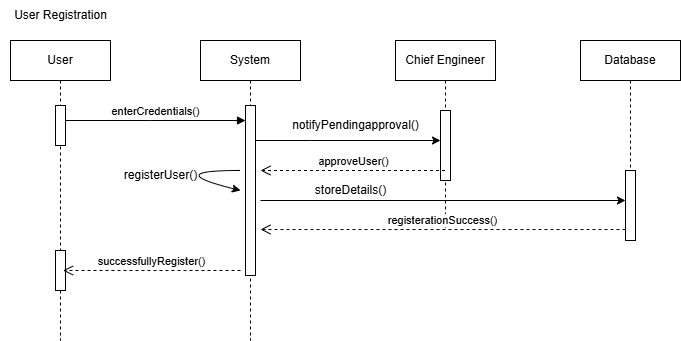 User Registration
User
System
Chief Engineer
Database
enterCredentials()
notifyPendingapproval()
approveUser()
registerUser()
storeDetails()
registerationSuccess()
successfullyRegister()